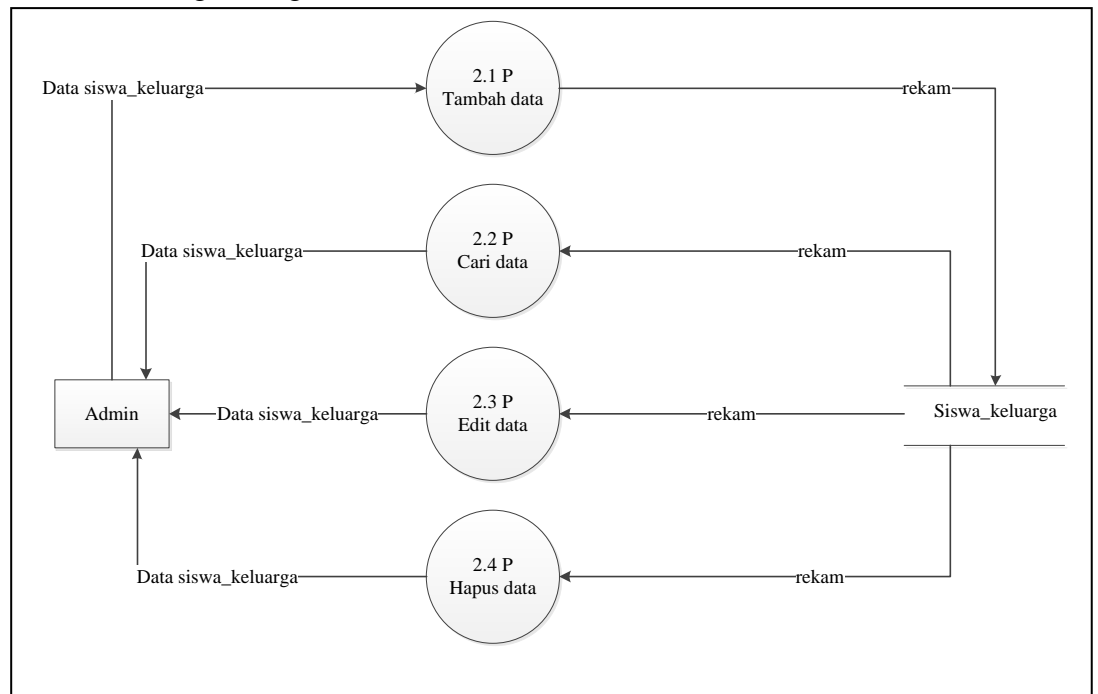 2.1 P
Tambah data
Data siswa_keluarga
rekam
2.2 P
Cari data
Data siswa_keluarga
rekam
Admin
Data siswa_keluarga
2.3 P
Edit data
rekam
Siswa_keluarga
2.4 P
Hapus data
Data siswa_keluarga
rekam